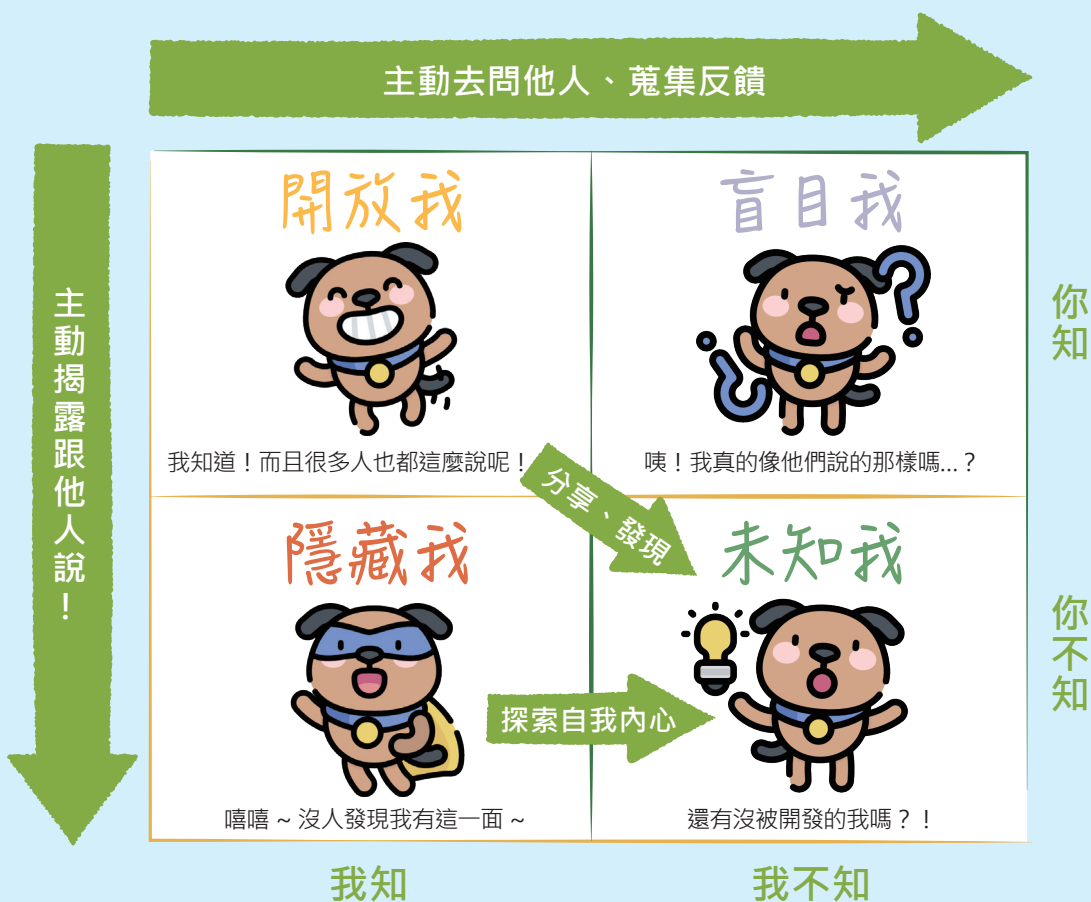 主動去問他人、蒐集反饋
主動揭露跟他人說！
開放我
我知道！而且很多人也都這麼說呢！
盲目我
咦！我真的像他們說的那樣嗎...？
你知
分享、發現
隱藏我
嘻嘻 ~ 沒人發現我有這一面 ~
探索自我內心
未知我
還有沒被開發的我嗎？！
你不知
我知
我不知